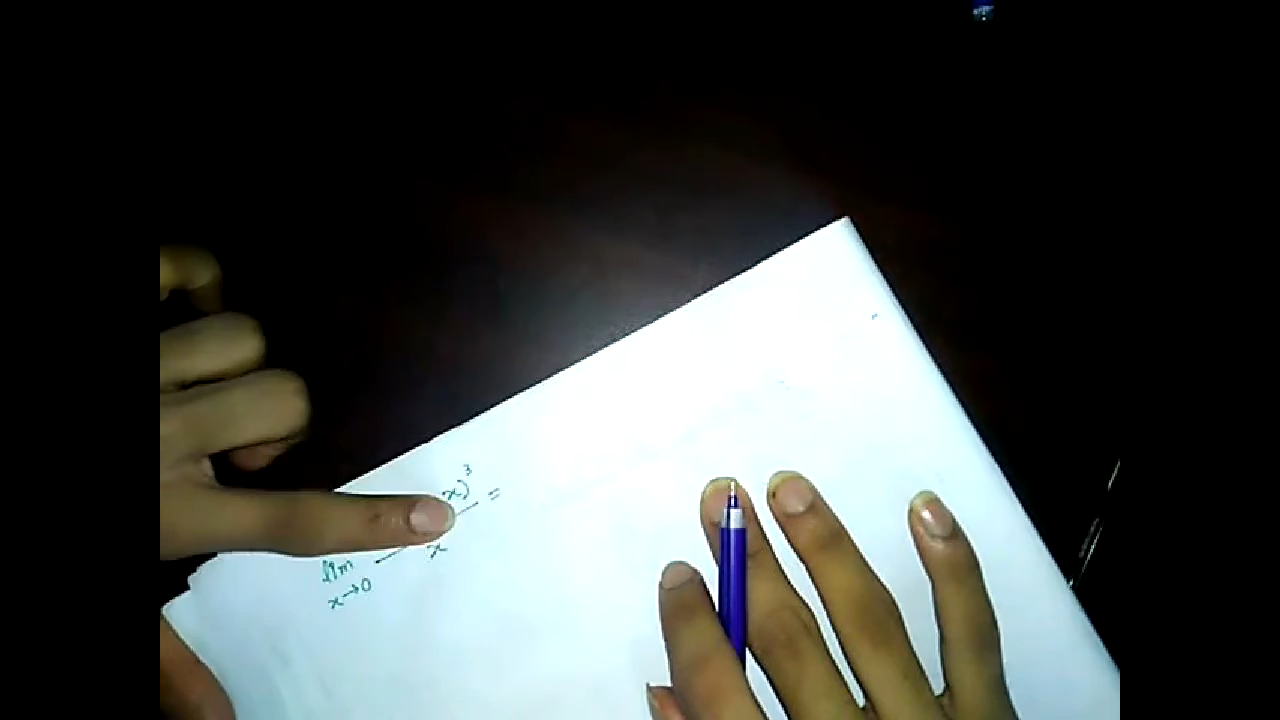 x)³ =
lim x
x→0